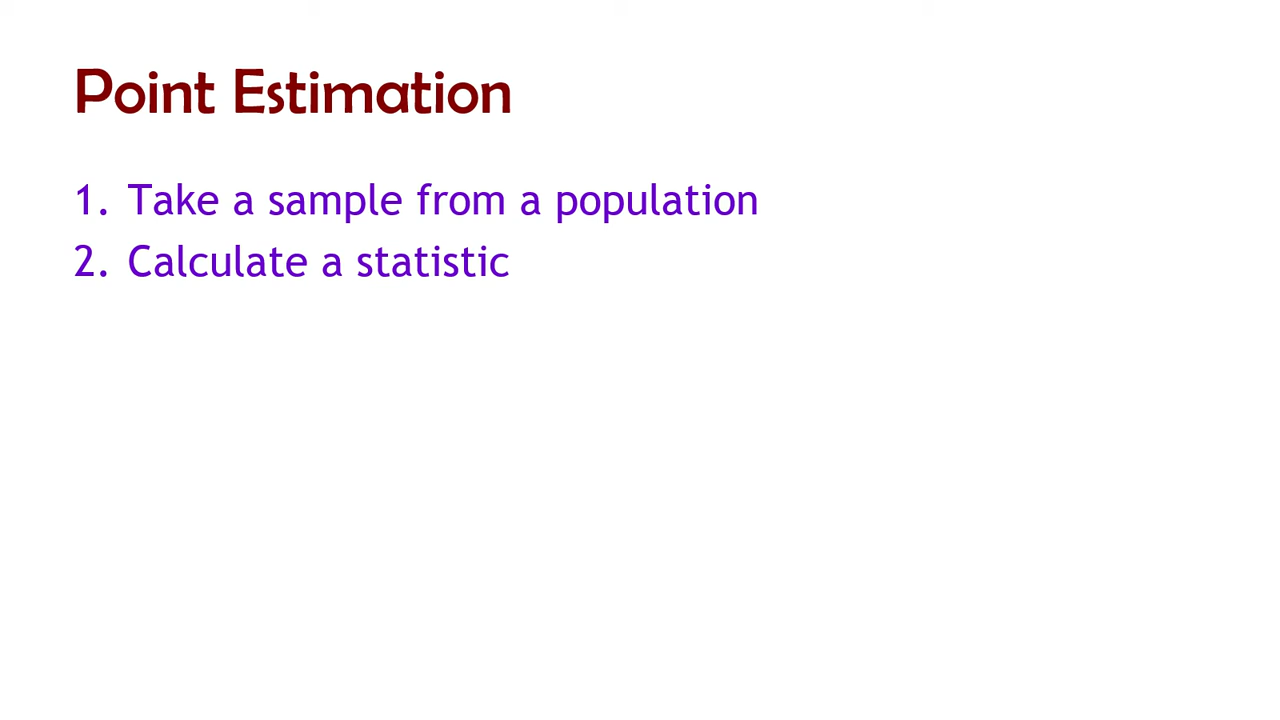 Point Estimation
1. Take a sample from a population
2. Calculate a statistic